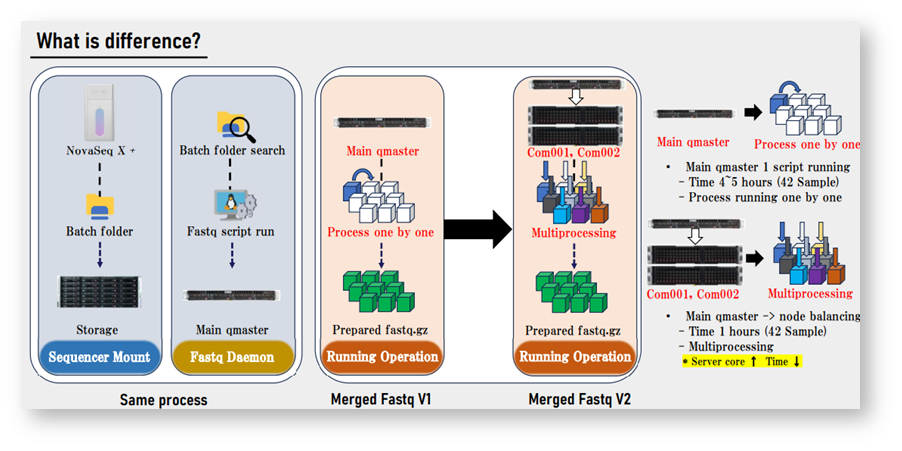 What is difference?
NovaSeq X +
Batch folder
Storage
Sequencer Mount
Batch folder search
Fastq script run
Main qmaster
Fastq Daemon
Same process
Main qmaster
Process one by one
Prepared fastq.gz
Running Operation
Merged Fastq V1
Com001, Com002
Multiprocessing
Prepared fastq.gz
Running Operation
Merged Fastq V2
Main qmaster
Process one by one
• Main qmaster 1 script running
- Time 4~5 hours (42 Sample)
- Process running one by one
Com001, Com002
Multiprocessing
• Main qmaster -> node balancing
- Time 1 hours (42 Sample)
- Multiprocessing
* Server core ↑ Time ↓